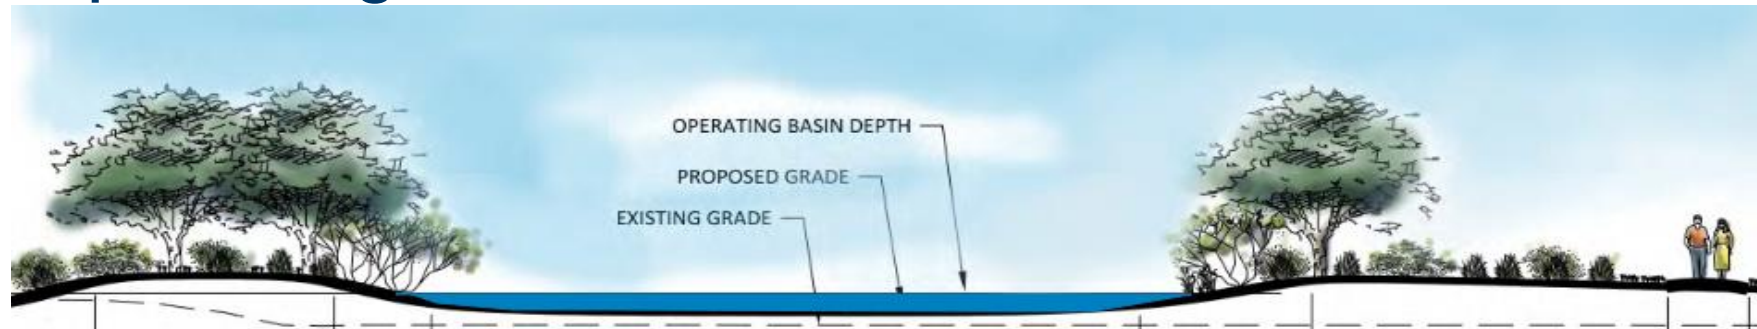 OPERATING BASIN DEPTH
PROPOSED GRADE
EXISTING GRADE